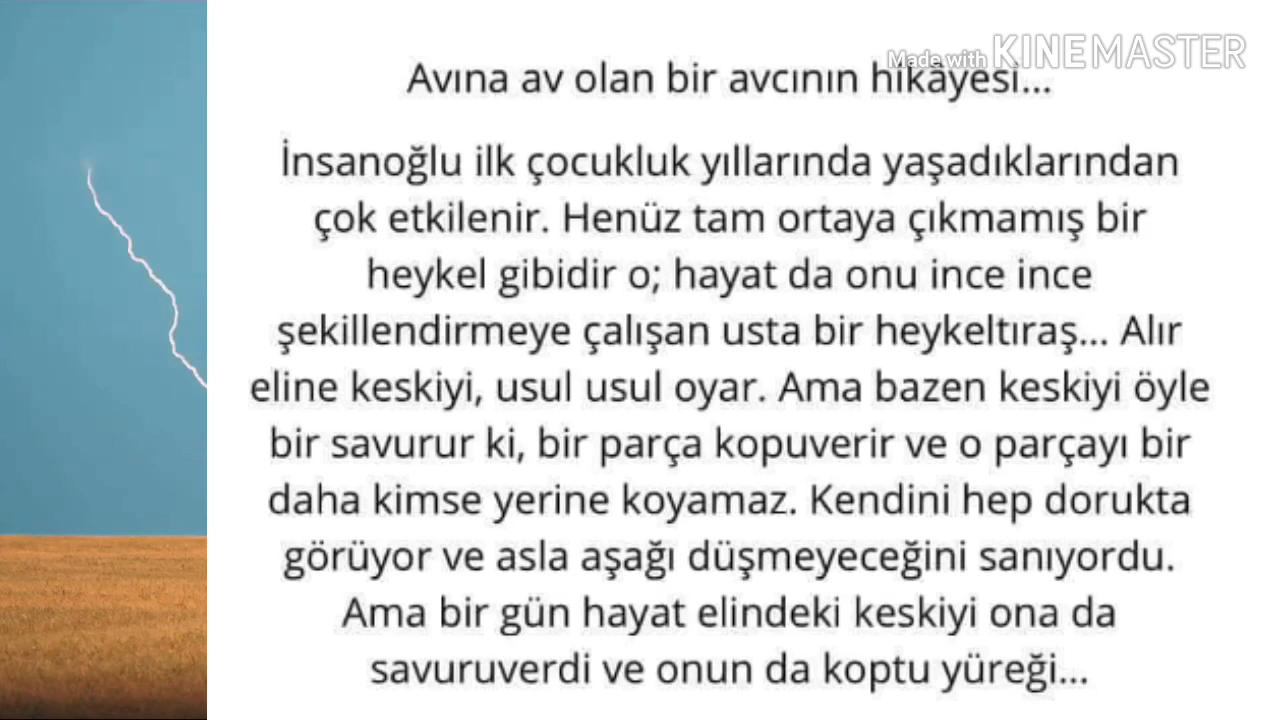 Made with KINEMASTER
Avına av olan bir avcının hikâyesi...
İnsanoğlu ilk çocukluk yıllarında yaşadıklarından
çok etkilenir. Henüz tam ortaya çıkmamış bir
heykel gibidir o; hayat da onu ince ince
şekillendirmeye çalışan usta bir heykeltıraş... Alır
eline keskiyi, usul usul oyar. Ama bazen keskiyi öyle
bir savurur ki, bir parça kopuverir ve o parçayı bir
daha kimse yerine koyamaz. Kendini hep dorukta
görüyor ve asla aşağı düşmeyeceğini sanıyordu.
Ama bir gün hayat elindeki keskiyi ona da
savuruverdi ve onun da koptu yüreği...